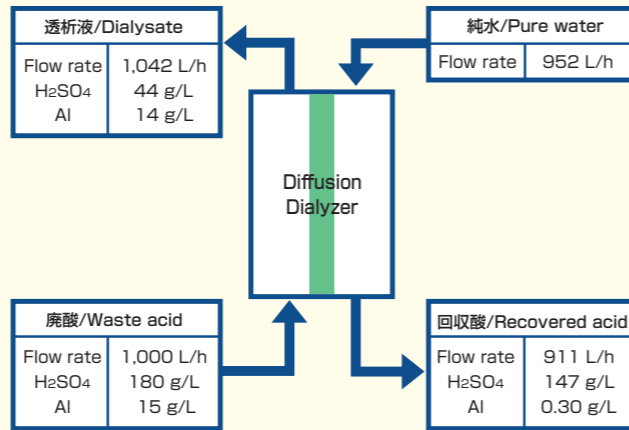 透析液/Dialysate
Flow rate 1,042 L/h
H2SO4 44 g/L
Al 14 g/L
純水/Pure water
Flow rate 952 L/h
Diffusion
Dialyzer
廃酸/Waste acid
Flow rate 1,000 L/h
H2SO4 180 g/L
Al 15 g/L
回収酸/Recovered acid
Flow rate 911 L/h
H2SO4 147 g/L
Al 0.30 g/L